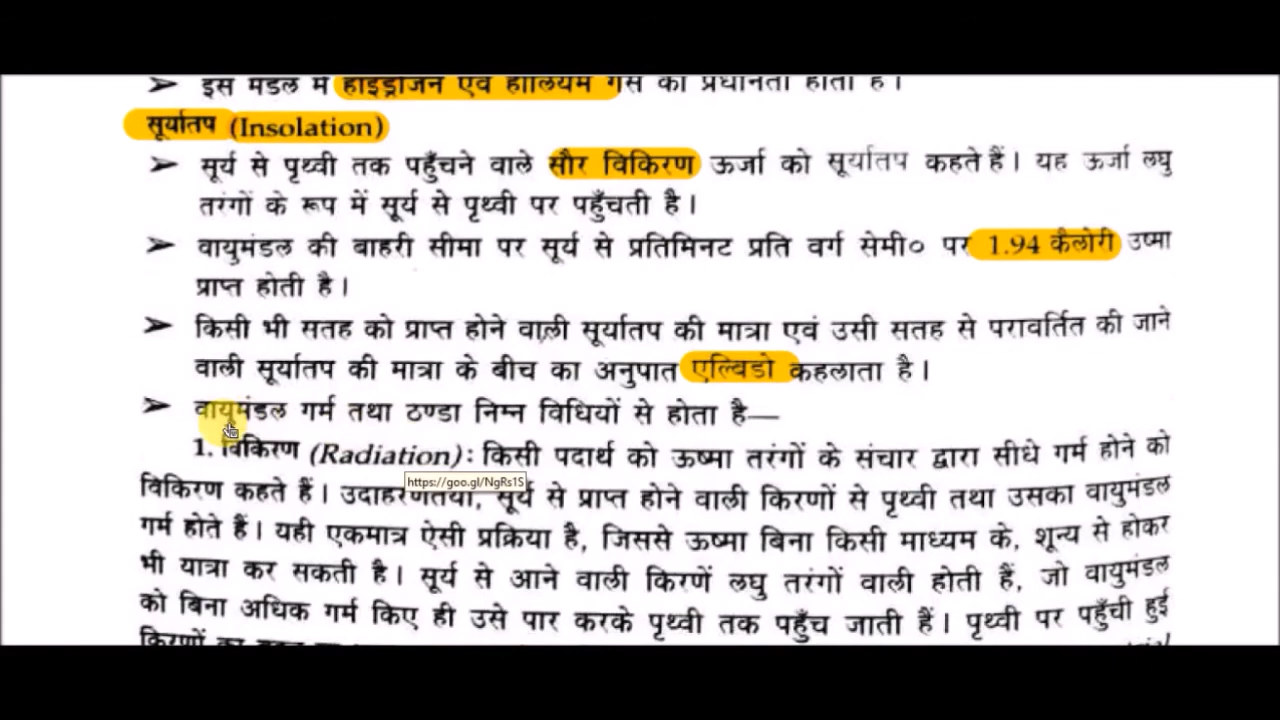 ➤ इस मंडल में हाइड्रोजन एवं हीलियम गैस की प्रधानता होती है।
सूर्यातप (Insolation)
➤ सूर्य से पृथ्वी तक पहुँचने वाले सौर विकिरण ऊर्जा को सूर्यातप कहते हैं। यह ऊर्जा लघु
तरंगों के रूप में सूर्य से पृथ्वी पर पहुँचती है।
➤ वायुमंडल की बाहरी सीमा पर सूर्य से प्रतिमिनट प्रति वर्ग सेमी० पर 1.94 कैलोरी उष्मा
प्राप्त होती है।
➤ किसी भी सतह को प्राप्त होने वाली सूर्यातप की मात्रा एवं उसी सतह से परावर्तित की जाने
वाली सूर्यातप की मात्रा के बीच का अनुपात एल्विडो कहलाता है।
➤ वायुमंडल गर्म तथा ठण्डा निम्न विधियों से होता है—
1. विकिरण (Radiation): किसी पदार्थ को ऊष्मा तरंगों के संचार द्वारा सीधे गर्म होने को
https://goo.gl/NgRs1S
विकिरण कहते हैं। उदाहरणतया, सूर्य से प्राप्त होने वाली किरणों से पृथ्वी तथा उसका वायुमंडल
गर्म होते हैं। यही एकमात्र ऐसी प्रक्रिया है, जिससे ऊष्मा बिना किसी माध्यम के, शून्य से होकर
भी यात्रा कर सकती है। सूर्य से आने वाली किरणें लघु तरंगों वाली होती हैं, जो वायुमंडल
को बिना अधिक गर्म किए ही उसे पार करके पृथ्वी तक पहुँच जाती हैं। पृथ्वी पर पहुँची हुई
किरणों का